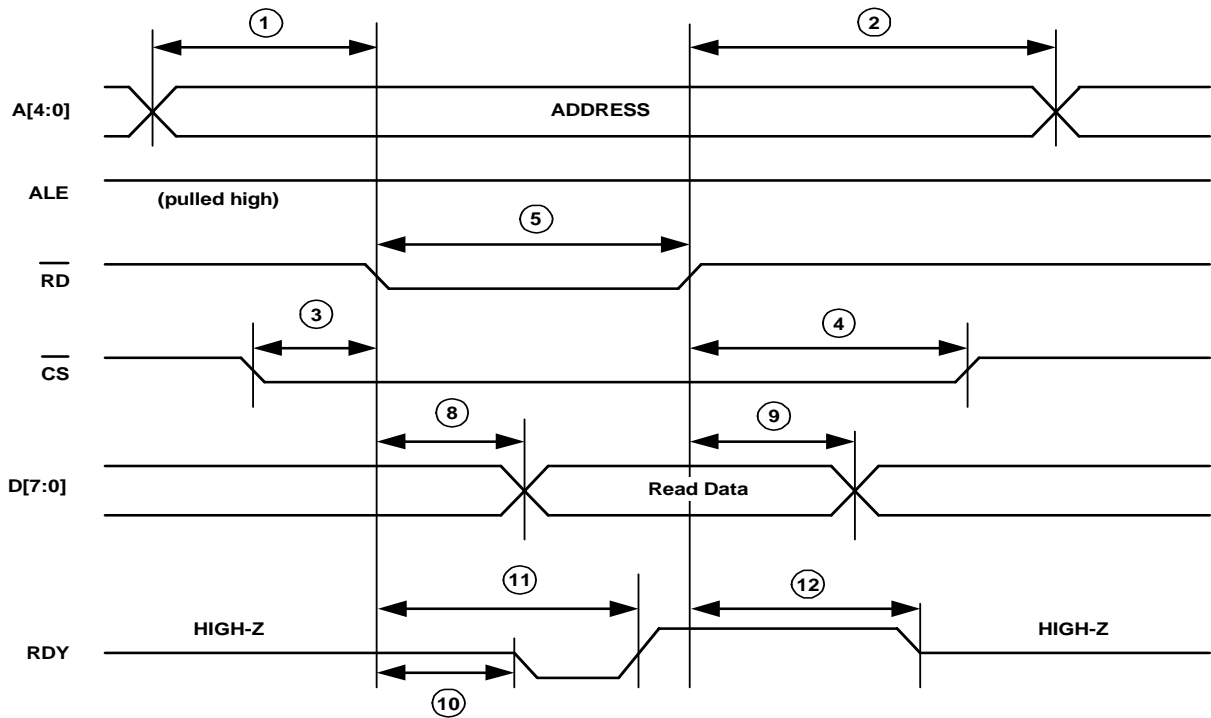 1
2
A[4:0]
ADDRESS
ALE
(pulled high)
5
RD
3
4
CS
8
9
D[7:0]
Read Data
11
12
HIGH-Z
HIGH-Z
RDY
10